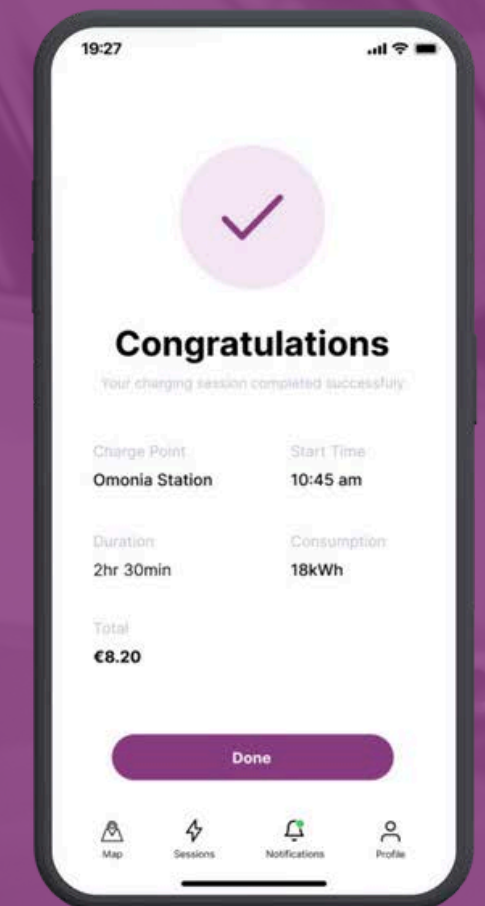 19:27
Congratulations
Your charging session completed successfuly
Charge Point
Start Time
Omonia Station
10:45 am
Duration
Consumption
2hr 30min
18kWh
Total
€8.20
Done
Map
Sessions
Notifications
Profile